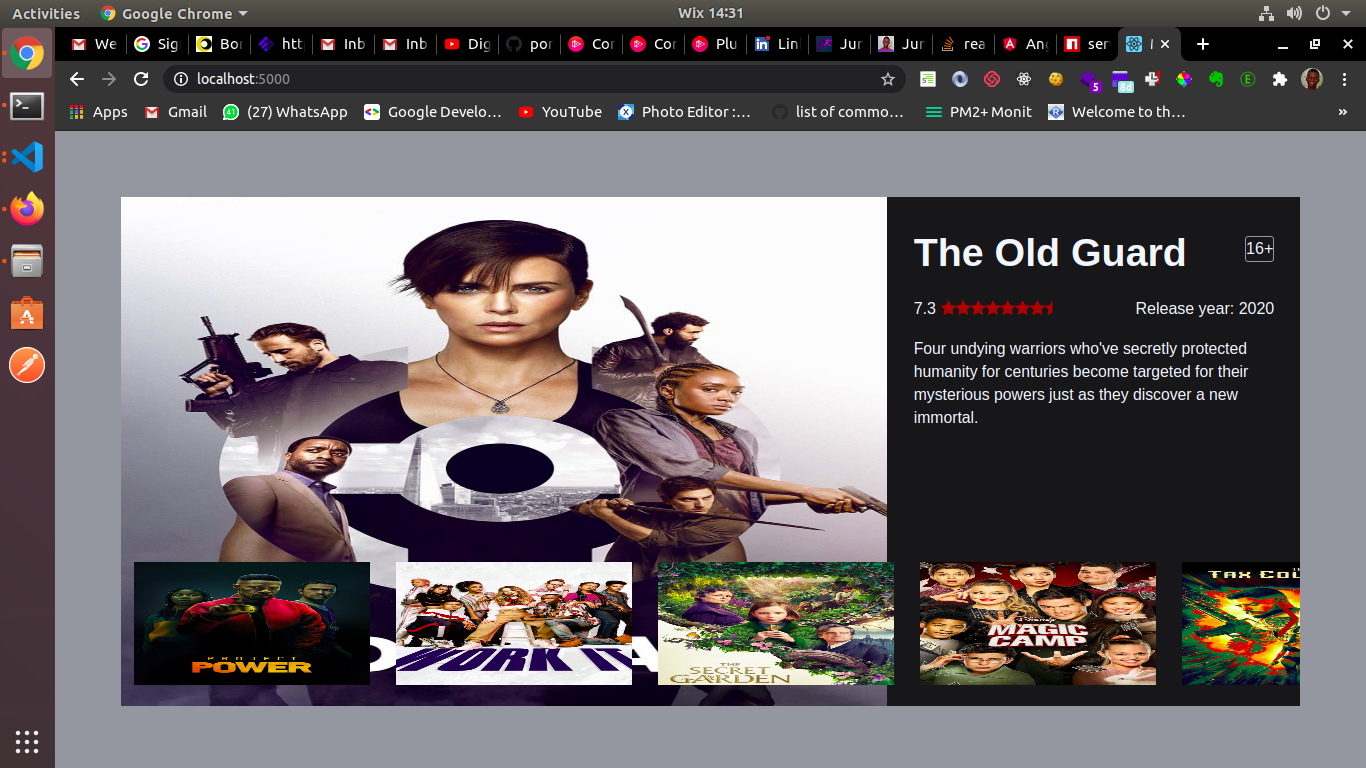 Activities
Google Chrome
Wix 14:31
We
Sig
Bor
htt
Inb
Inb
Dig
por
Cor
Cor
Plu
Lin
Jur
Jur
rea
Ang
ser
localhost:5000
5
8d
Apps
Gmail
(27) WhatsApp
Google Develo…
YouTube
Photo Editor :…
list of commo…
PM2+ Monit
Welcome to th…
»
The Old Guard
16+
7.3
Release year: 2020
Four undying warriors who've secretly protected
humanity for centuries become targeted for their
mysterious powers just as they discover a new
immortal.
PROJECT
POWER
WORK IT
THE
SECRET
GARDEN
Disney
MAGIC
CAMP
TAX COL